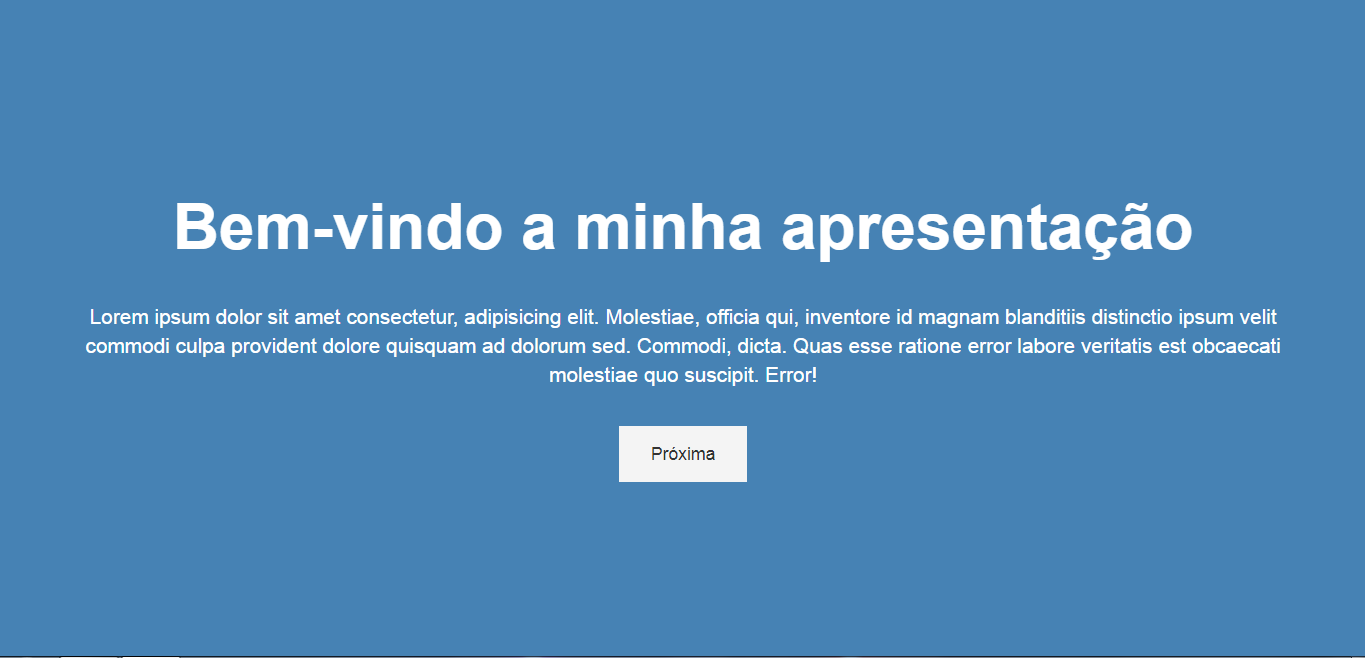 Bem-vindo a minha apresentação
Lorem ipsum dolor sit amet consectetur, adipisicing elit. Molestiae, officia qui, inventore id magnam blanditiis distinctio ipsum velit
commodi culpa provident dolore quisquam ad dolorum sed. Commodi, dicta. Quas esse ratione error labore veritatis est obcaecati
molestiae quo suscipit. Error!
Próxima